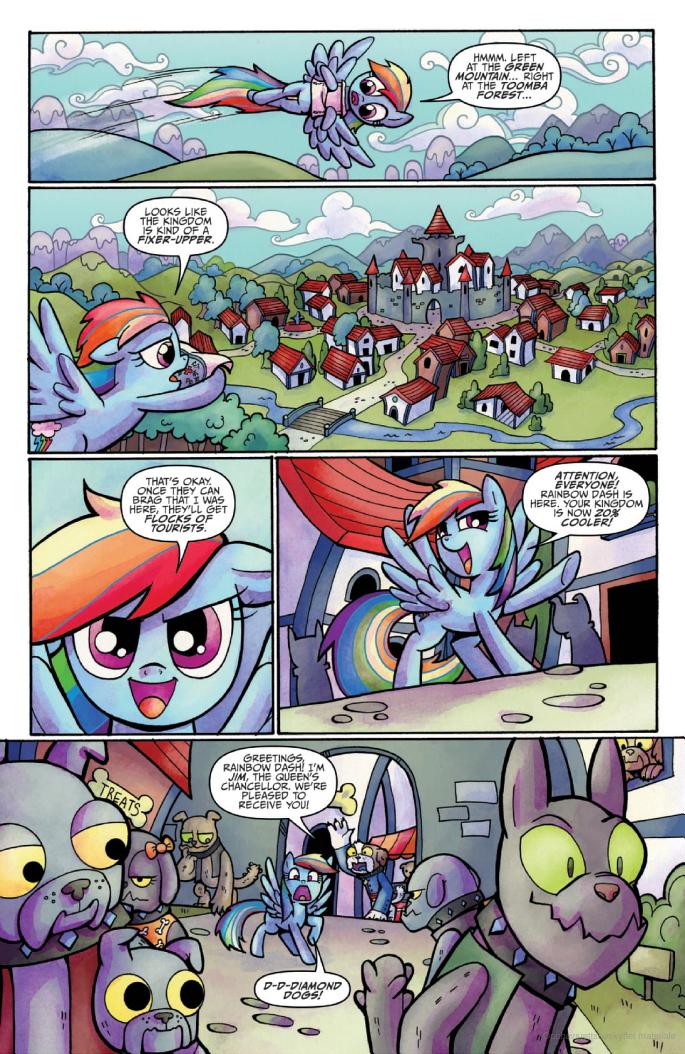 HMMM. LEFT
AT THE GREEN
MOUNTAIN... RIGHT
AT THE TOOMBA
FOREST...
LOOKS LIKE
THE KINGDOM
IS KIND OF A
FIXER-UPPER.
THAT'S OKAY.
ONCE THEY CAN
BRAG THAT I WAS
HERE, THEY'LL GET
FLOCKS OF
TOURISTS.
ATTENTION,
EVERYONE!
RAINBOW DASH IS
HERE. YOUR KINGDOM
IS NOW 20%
COOLER!
GREETINGS,
RAINBOW DASH! I'M
JIM, THE QUEEN'S
CHANCELLOR. WE'RE
PLEASED TO
RECEIVE YOU!
TREATS
D-D-DIAMOND
DOGS!